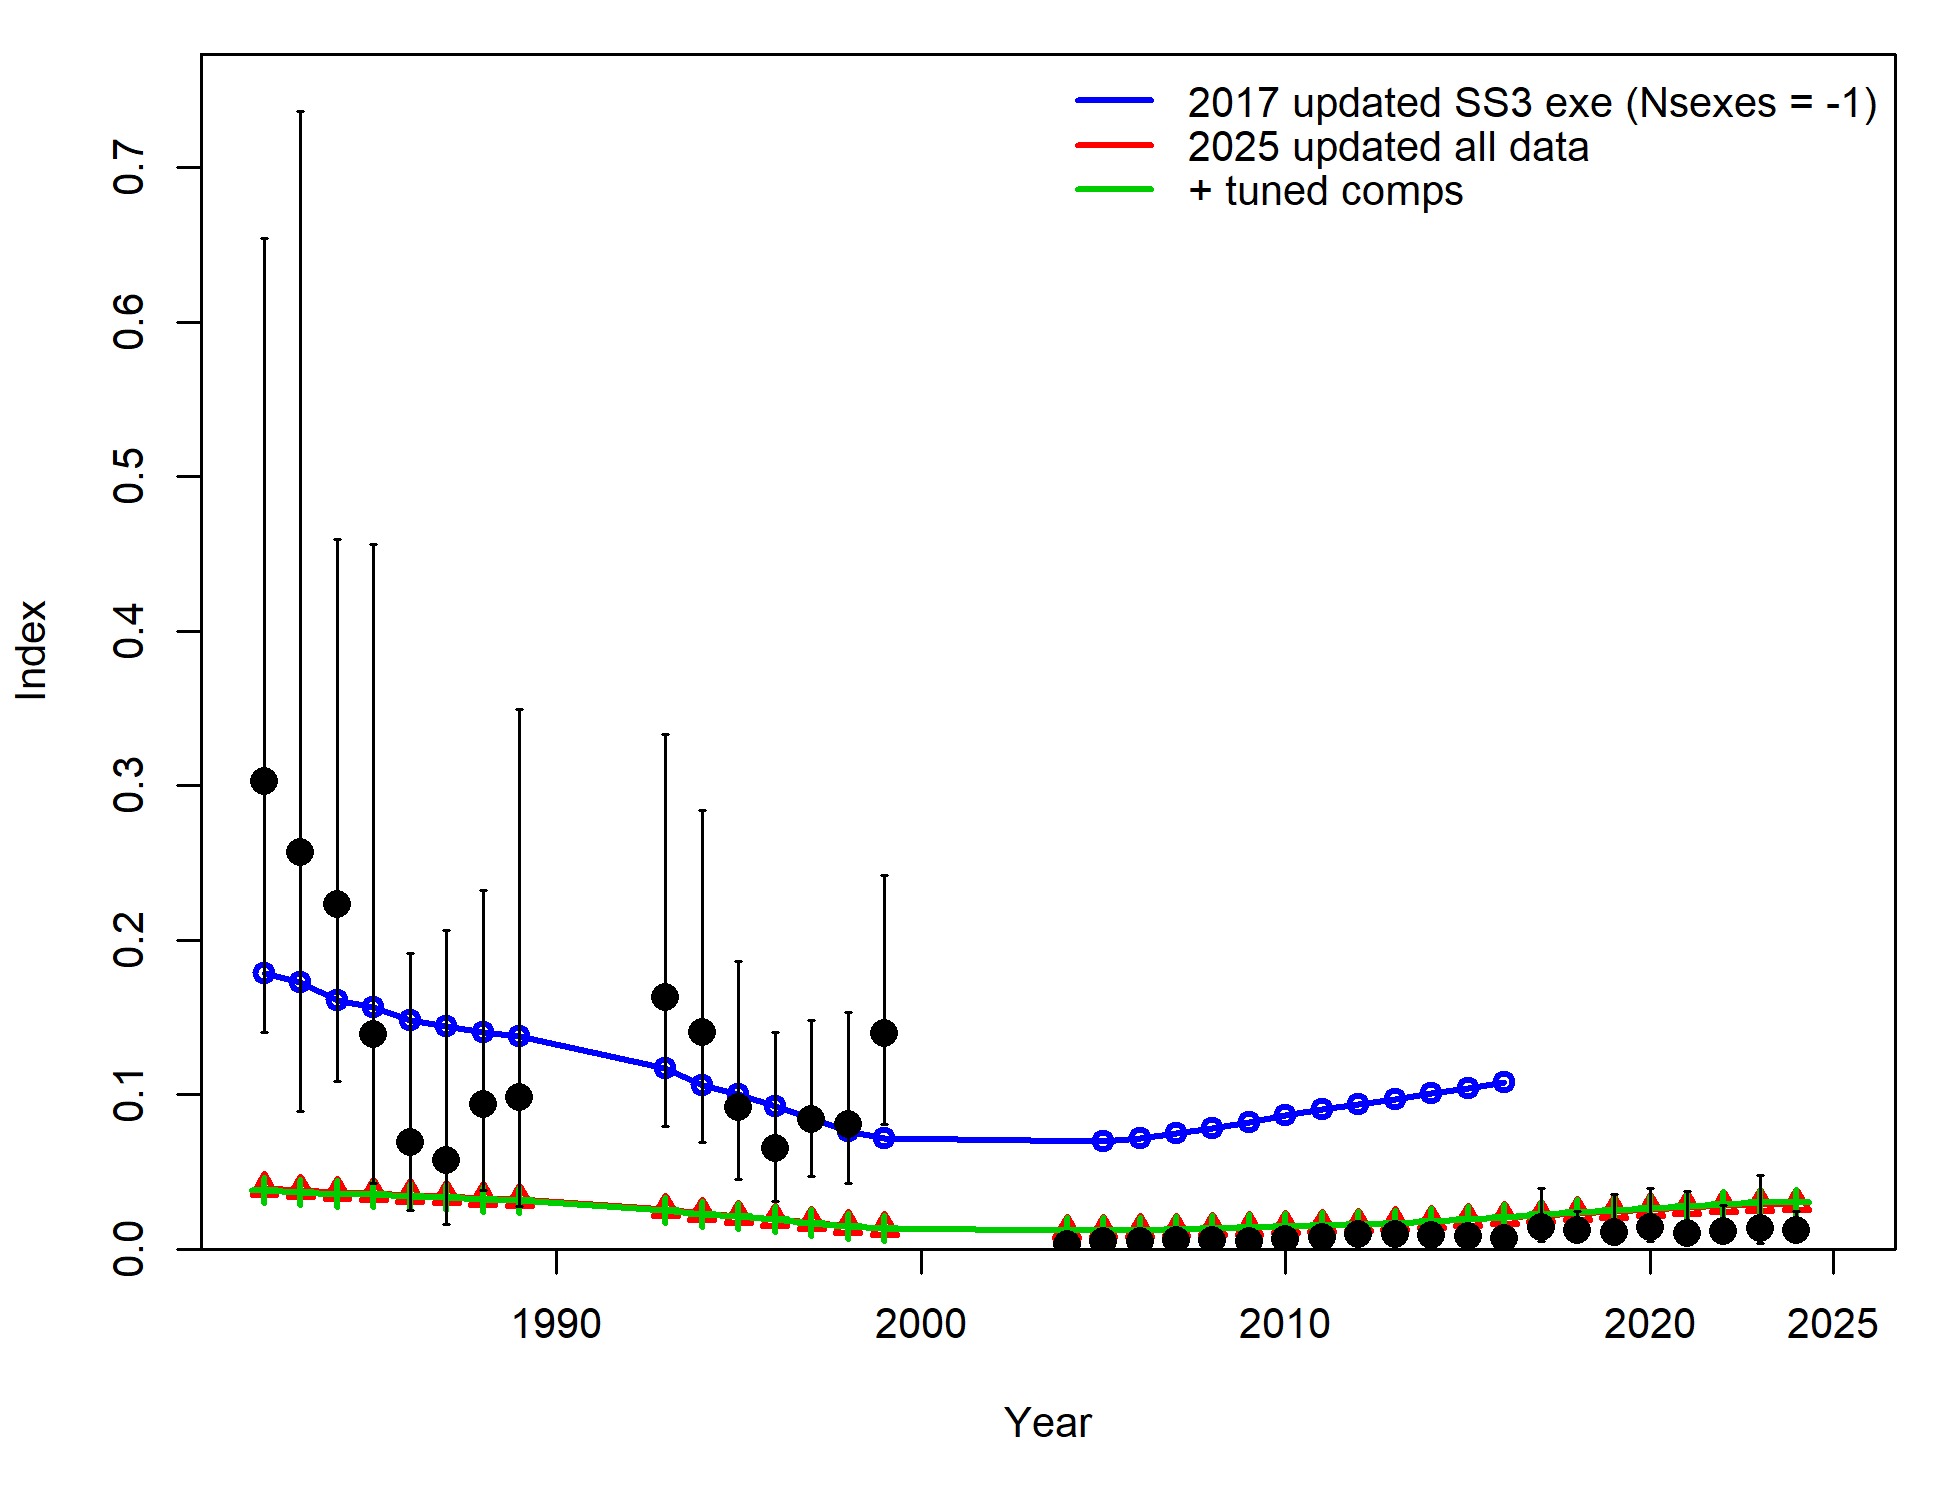 2017 updated SS3 exe (Nsexes = -1)
2025 updated all data
+ tuned comps
0.7
0.6
0.5
0.4
0.3
0.2
0.1
0.0
Index
1990 2000 2010 2020 2025
Year